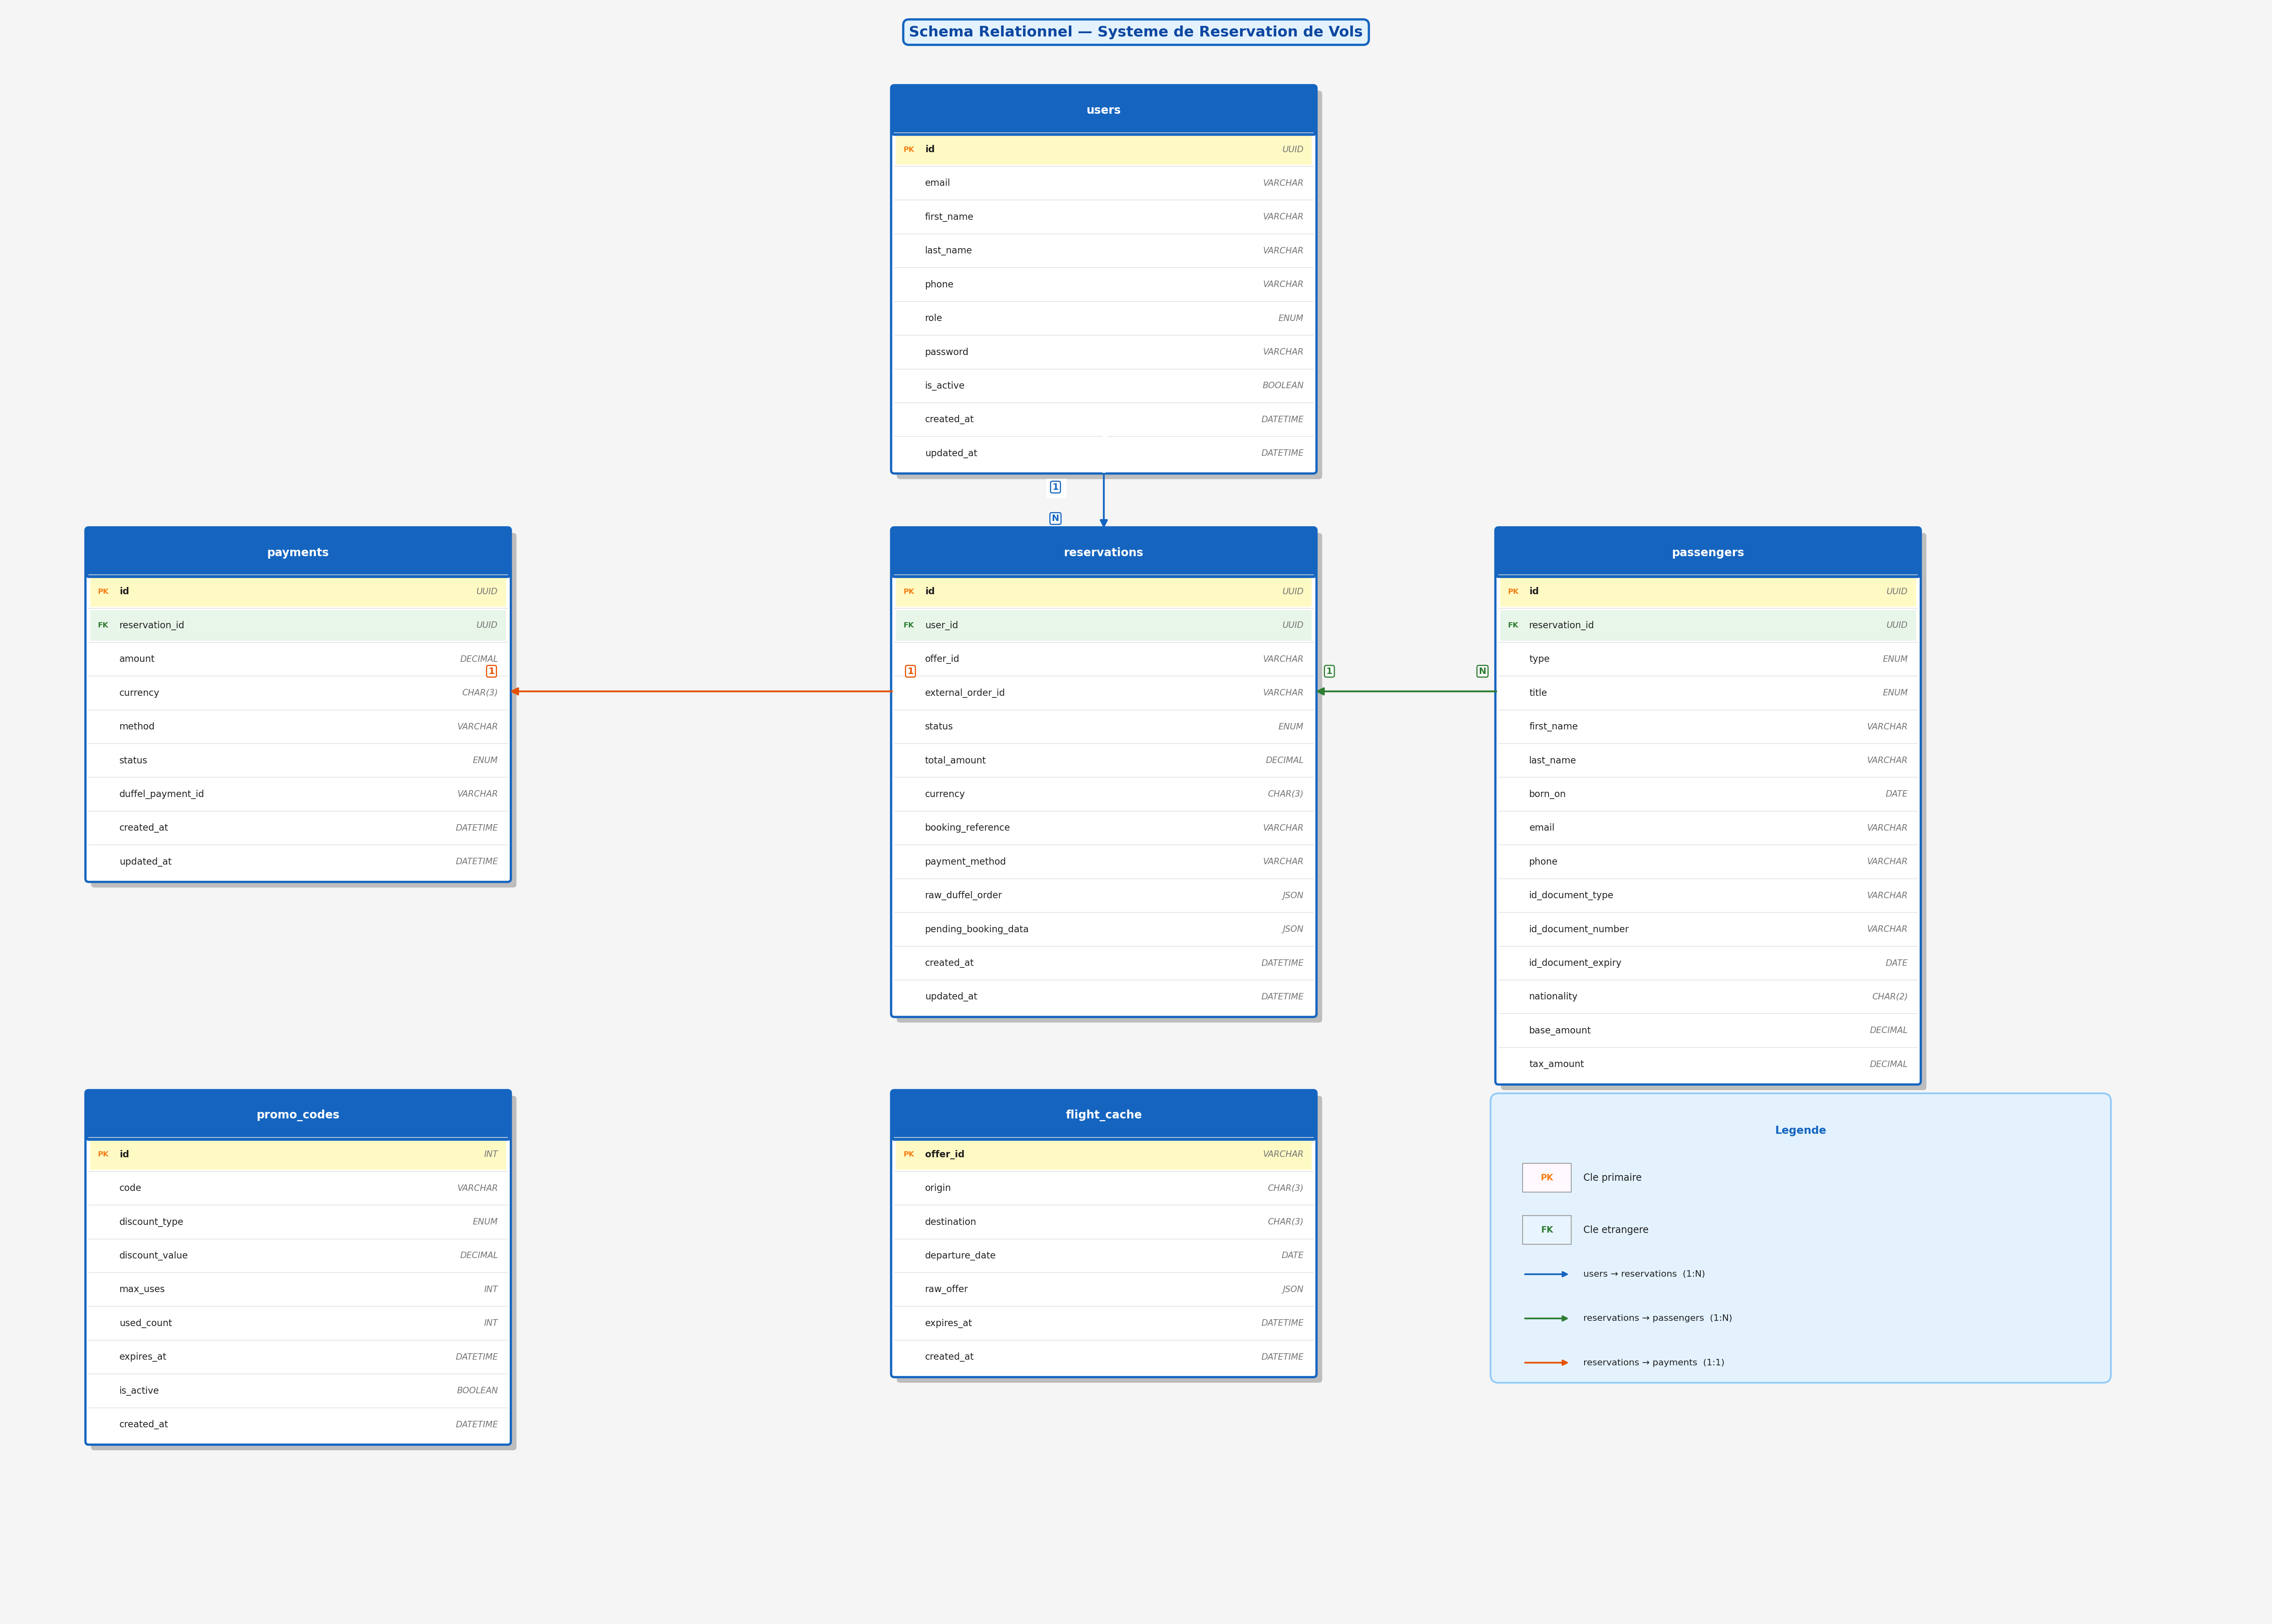 Schema Relationnel — Systeme de Reservation de Vols
users
PK id UUID
email VARCHAR
first_name VARCHAR
last_name VARCHAR
phone VARCHAR
role ENUM
password VARCHAR
is_active BOOLEAN
created_at DATETIME
updated_at DATETIME
1
N
payments
PK id UUID
FK reservation_id UUID
amount DECIMAL
1
currency CHAR(3)
method VARCHAR
status ENUM
duffel_payment_id VARCHAR
created_at DATETIME
updated_at DATETIME
reservations
PK id UUID
FK user_id UUID
offer_id VARCHAR
1
1
external_order_id VARCHAR
status ENUM
total_amount DECIMAL
currency CHAR(3)
booking_reference VARCHAR
payment_method VARCHAR
raw_duffel_order JSON
pending_booking_data JSON
created_at DATETIME
updated_at DATETIME
passengers
PK id UUID
FK reservation_id UUID
type ENUM
N
title ENUM
first_name VARCHAR
last_name VARCHAR
born_on DATE
email VARCHAR
phone VARCHAR
id_document_type VARCHAR
id_document_number VARCHAR
id_document_expiry DATE
nationality CHAR(2)
base_amount DECIMAL
tax_amount DECIMAL
promo_codes
PK id INT
code VARCHAR
discount_type ENUM
discount_value DECIMAL
max_uses INT
used_count INT
expires_at DATETIME
is_active BOOLEAN
created_at DATETIME
flight_cache
PK offer_id VARCHAR
origin CHAR(3)
destination CHAR(3)
departure_date DATE
raw_offer JSON
expires_at DATETIME
created_at DATETIME
Legende
PK Cle primaire
FK Cle etrangere
users → reservations (1:N)
reservations → passengers (1:N)
reservations → payments (1:1)